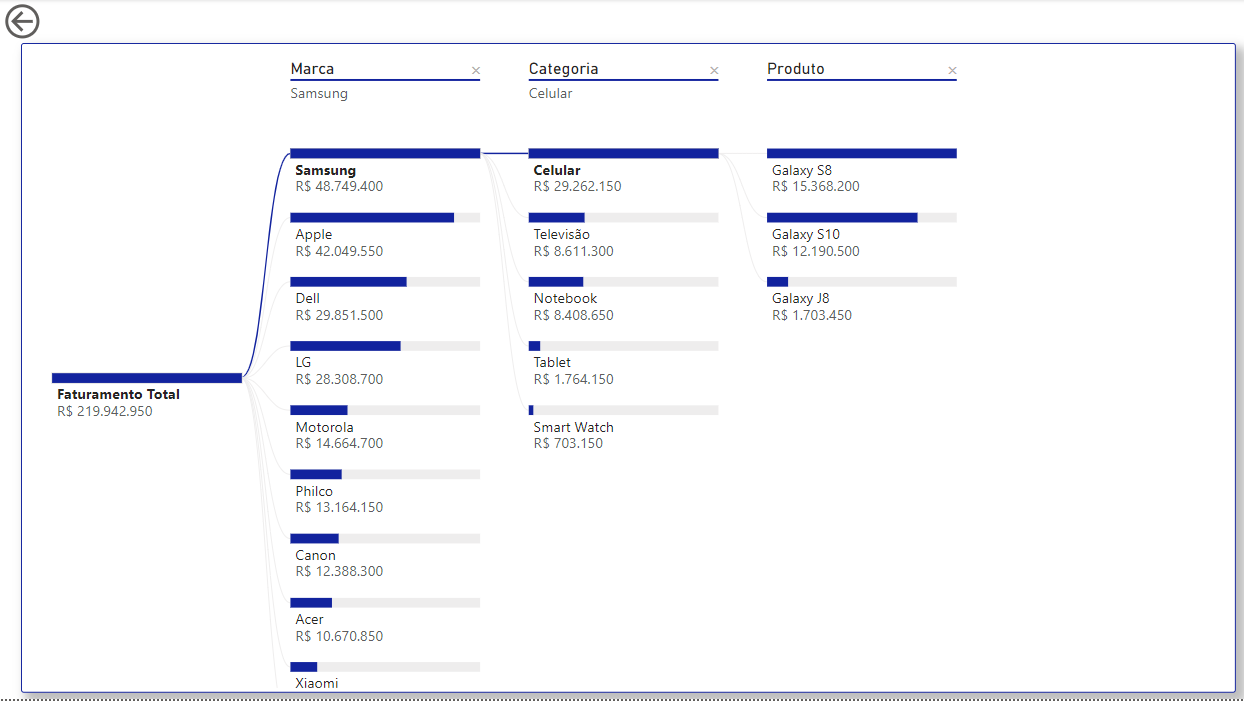 Marca
Samsung
Categoria
Celular
Produto
Faturamento Total
R$ 219.942.950
Samsung
R$ 48.749.400
Apple
R$ 42.049.550
Dell
R$ 29.851.500
LG
R$ 28.308.700
Motorola
R$ 14.664.700
Philco
R$ 13.164.150
Canon
R$ 12.388.300
Acer
R$ 10.670.850
Xiaomi
Celular
R$ 29.262.150
Televisão
R$ 8.611.300
Notebook
R$ 8.408.650
Tablet
R$ 1.764.150
Smart Watch
R$ 703.150
Galaxy S8
R$ 15.368.200
Galaxy S10
R$ 12.190.500
Galaxy J8
R$ 1.703.450